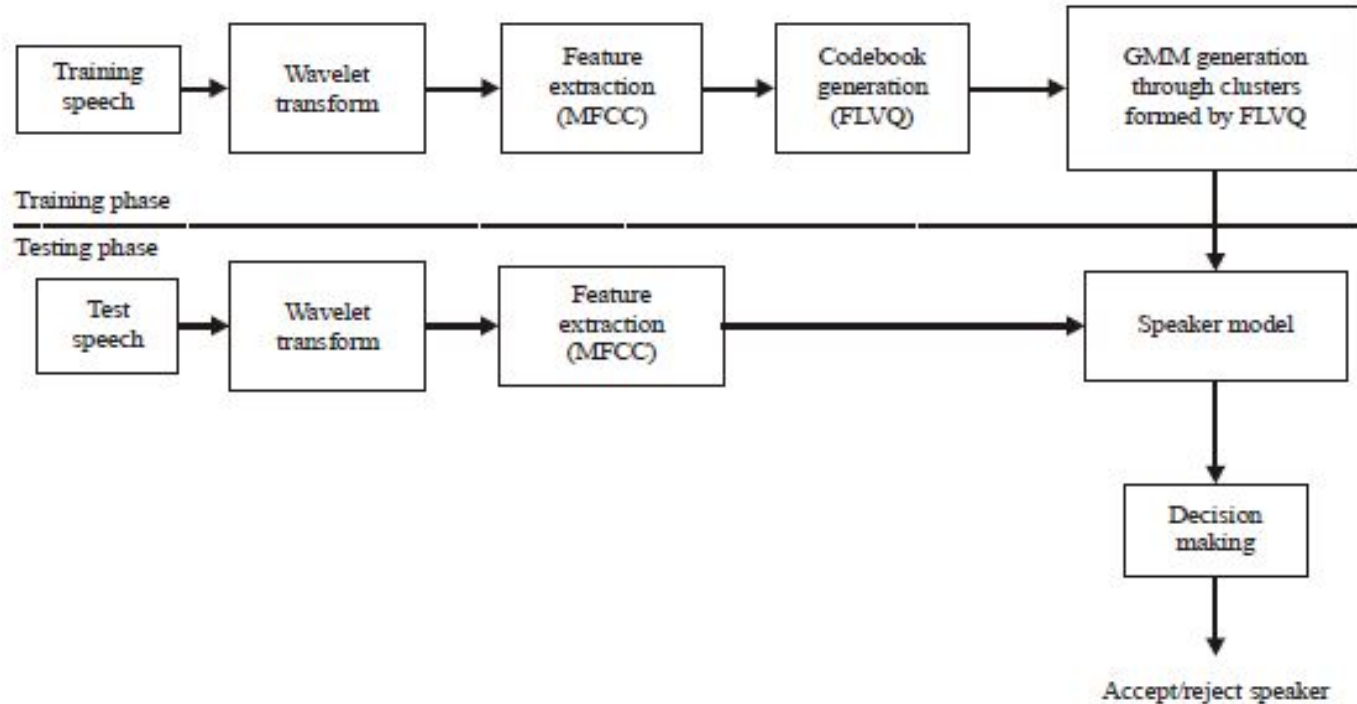 Training
speech
Wavelet
transform
Feature
extraction
(MFCC)
Codebook
generation
(FLVQ)
GMM generation
through clusters
formed by FLVQ
Training phase
Testing phase
Test
speech
Wavelet
transform
Feature
extraction
(MFCC)
Speaker model
Decision
making
Accept/reject speaker